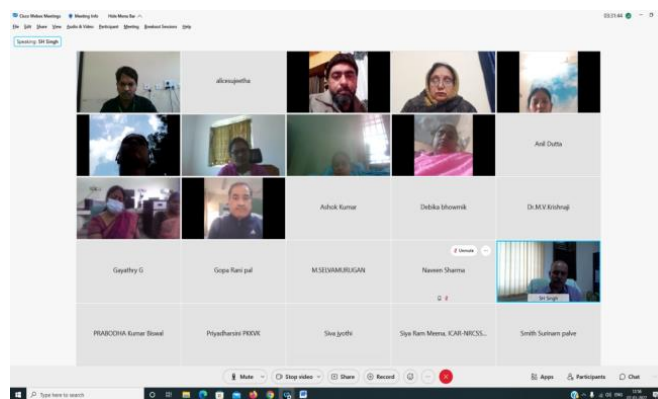 Cisco Webex Meetings Meeting Info Hide Menu Bar
File Edit Share View Audio & Video Participant Meeting Breakout Sessions Help
Speaking: SH Singh
alicesujeetha
Anil Dutta
Ashok Kumar
Debika bhowmik
Dr.M.V.Krishnaji
Gayathry G
Gopa Rani pal
M.SELVAMURUGAN
Unmute
Naveen Sharma
SH Singh
PRABODHA Kumar Biswal
Priyadharsini PKKVK
Siva Jyothi
Siya Ram Meena, ICAR-NRCSS...
Smith Surinam palve
Mute
Stop video
Share
Record
Apps
Participants
Chat
Type here to search
ENG